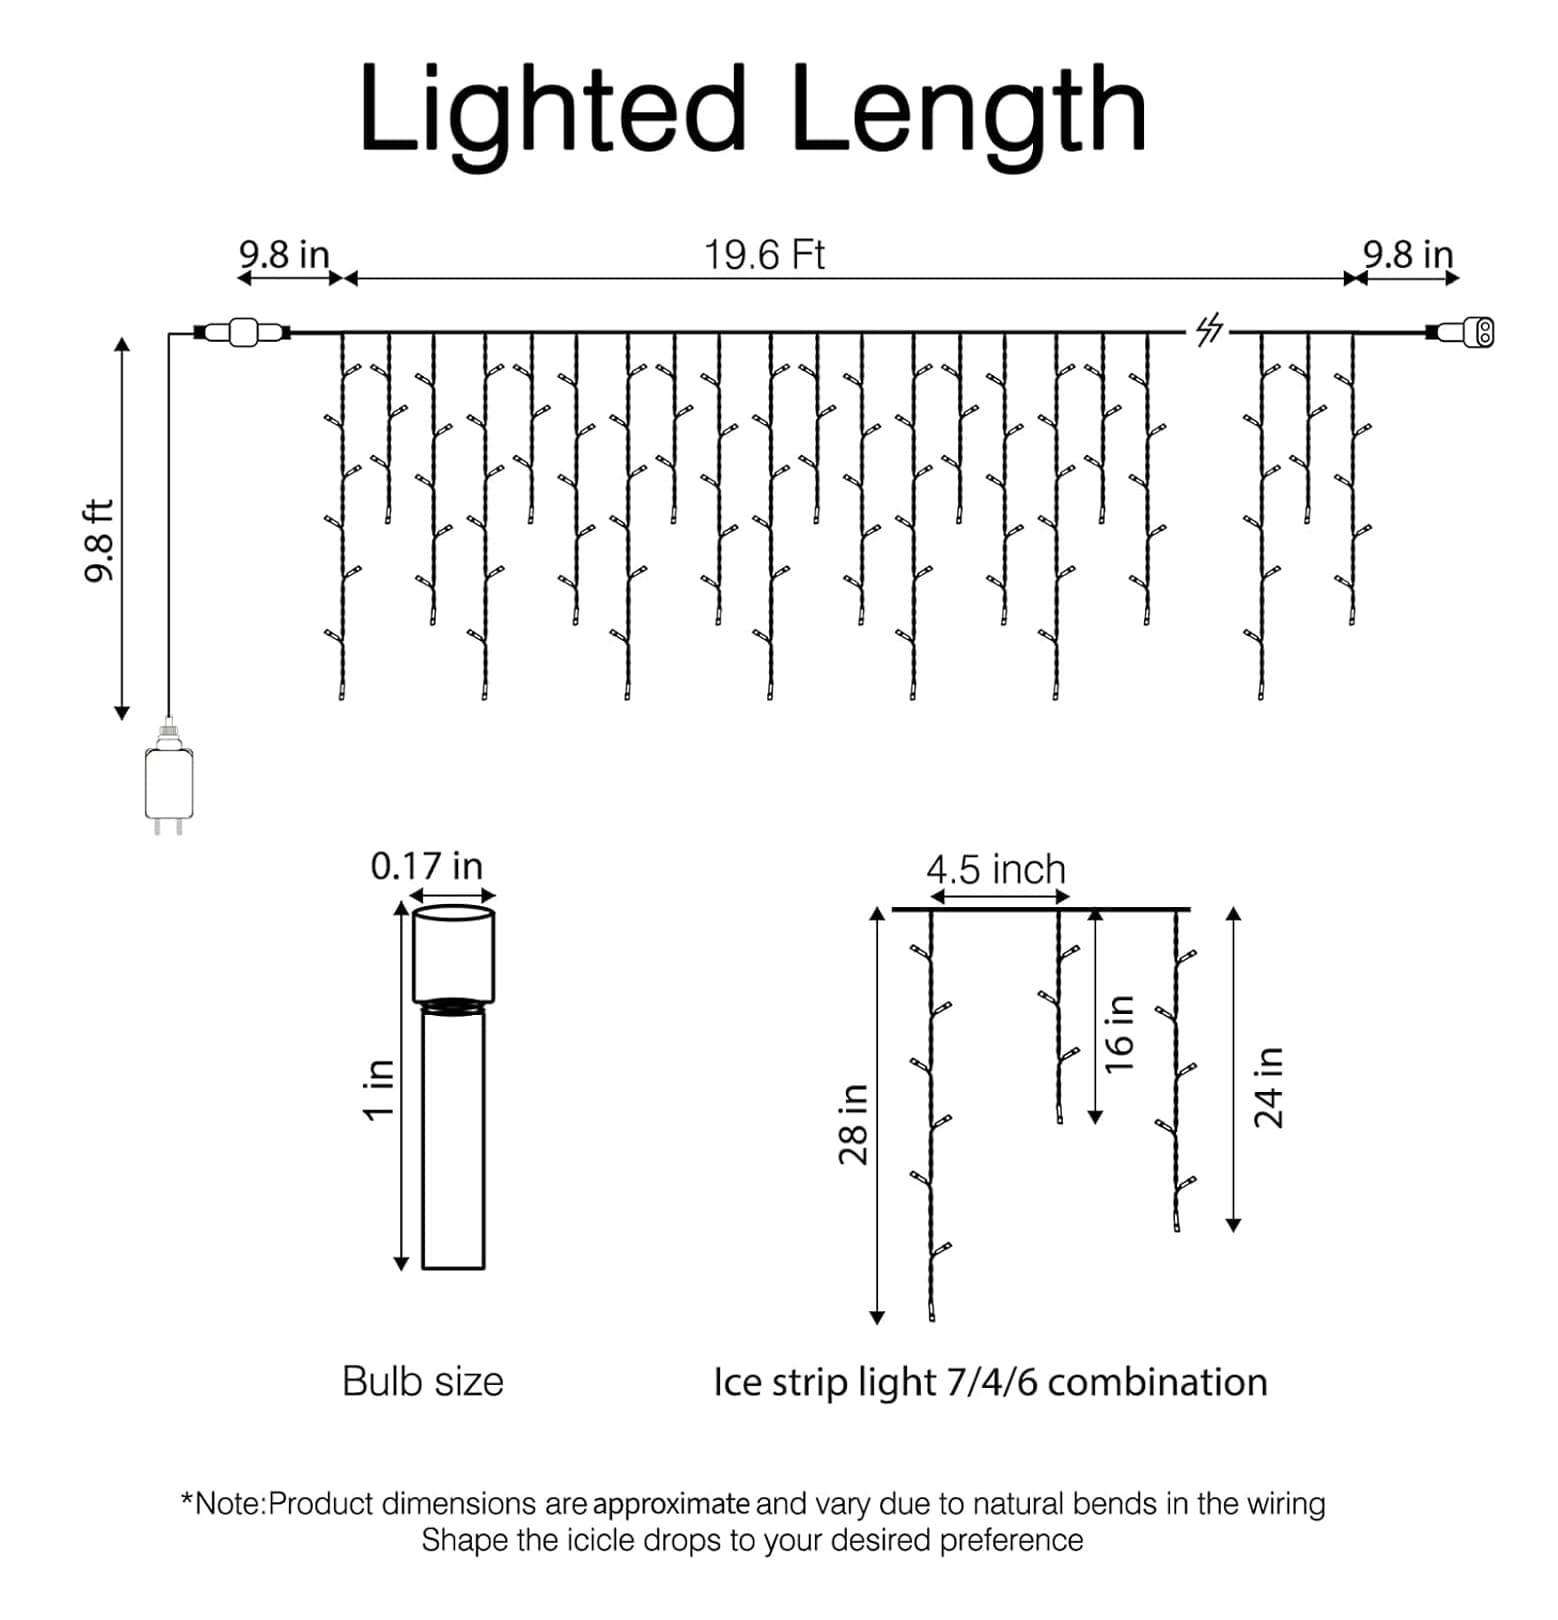 Lighted Length
9.8 in
19.6 Ft
9.8 in
9.8 ft
0.17 in
1 in
Bulb size
4.5 inch
28 in
16 in
24 in
Ice strip light 7/4/6 combination
*Note:Product dimensions are approximate and vary due to natural bends in the wiring
Shape the icicle drops to your desired preference